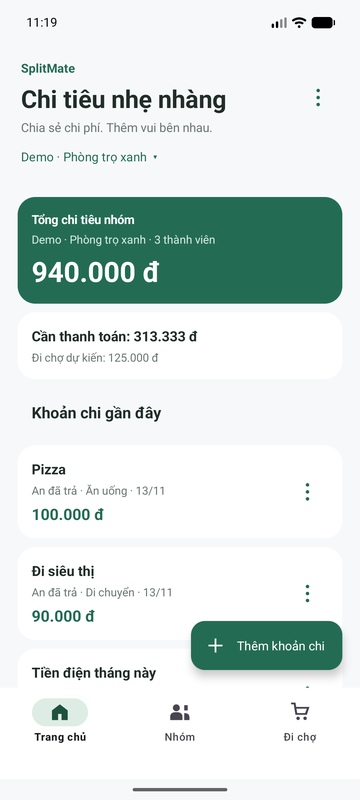 11:19
SplitMate
Chi tiêu nhẹ nhàng
Chia sẻ chi phí. Thêm vui bên nhau.
Demo · Phòng trọ xanh
Tổng chi tiêu nhóm
Demo · Phòng trọ xanh · 3 thành viên
940.000 đ
Cần thanh toán: 313.333 đ
Đi chợ dự kiến: 125.000 đ
Khoản chi gần đây
Pizza
An đã trả · Ăn uống · 13/11
100.000 đ
Đi siêu thị
An đã trả · Di chuyển · 13/11
90.000 đ
Thêm khoản chi
Tiền điện tháng này
Trang chủ
Nhóm
Đi chợ